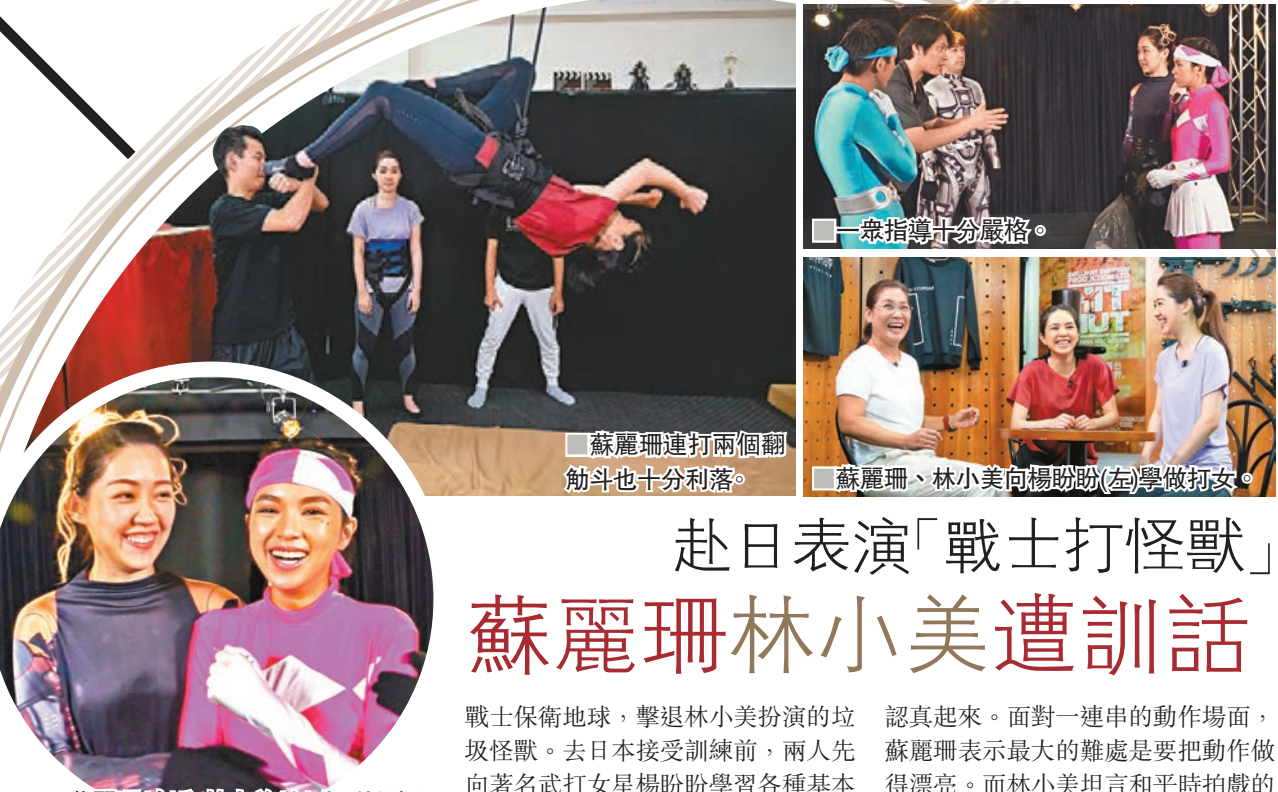 ■一衆指導十分嚴格。
■蘇麗珊連打兩個翻
觔斗也十分利落。
■蘇麗珊、林小美向楊盼盼(左)學做打女。
赴日表演「戰士打怪獸」
蘇麗珊林小美遭訓話
戰士保衛地球，擊退林小美扮演的垃
圾怪獸。去日本接受訓練前，兩人先
向著名武打女星楊盼盼學習各種基本
認真起來。面對一連串的動作場面，
蘇麗珊表示最大的難處是要把動作做
得漂亮。而林小美坦言和平時拍戲的